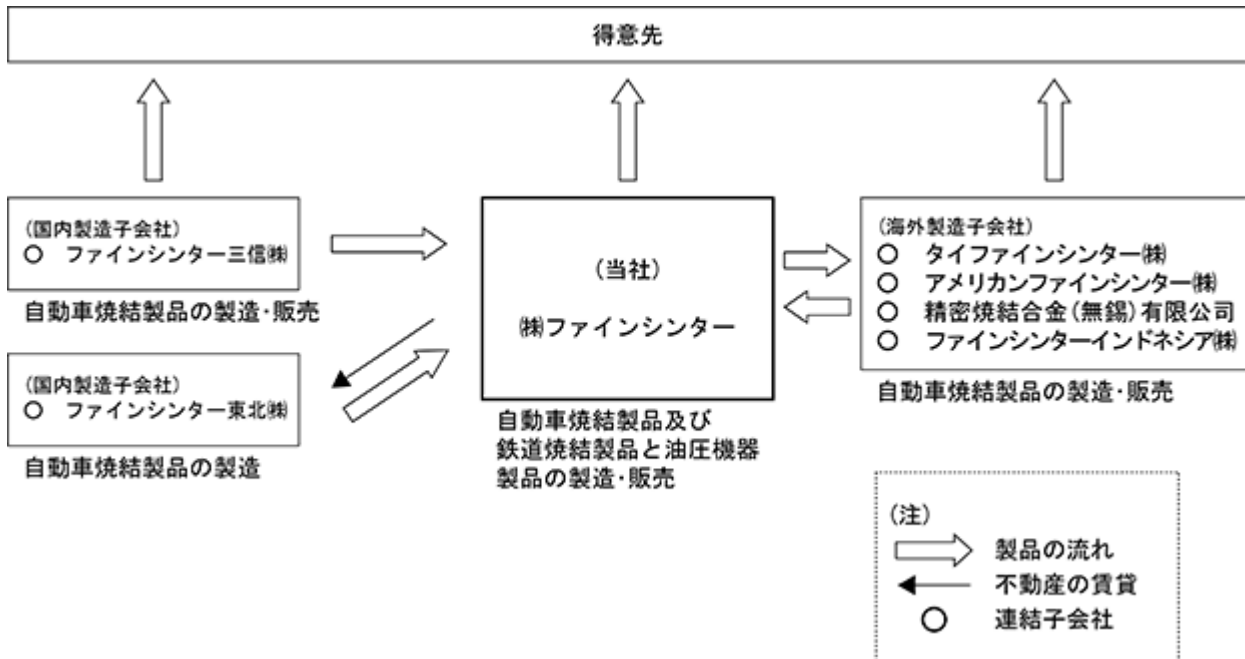 得意先
(国内製造子会社)
○ ファインシンター三信㈱
自動車焼結製品の製造・販売
(国内製造子会社)
○ ファインシンター東北㈱
自動車焼結製品の製造
(当社)
㈱ファインシンター
自動車焼結製品及び
鉄道焼結製品と油圧機器
製品の製造・販売
(海外製造子会社)
○ タイファインシンター㈱
○ アメリカンファインシンター㈱
○ 精密焼結合金(無錫)有限公司
○ ファインシンターインドネシア㈱
自動車焼結製品の製造・販売
(注)
製品の流れ
不動産の賃貸
○ 連結子会社